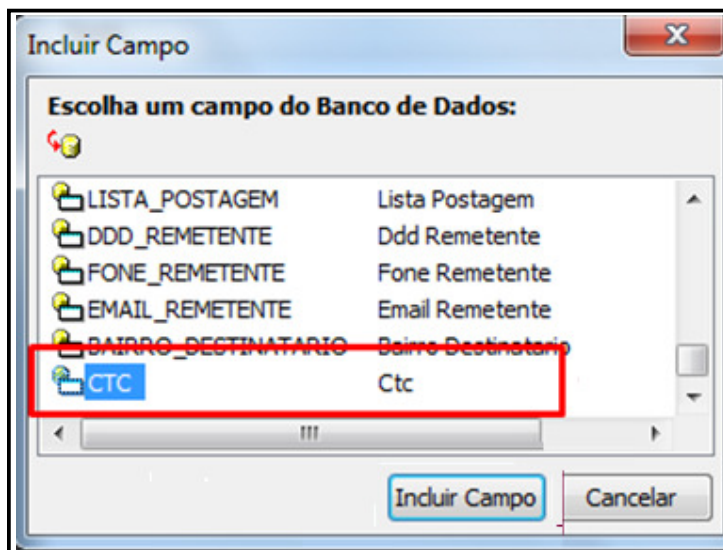 Incluir Campo
Escolha um campo do Banco de Dados:
LISTA_POSTAGEM Lista Postagem
DDD_REMETENTE Ddd Remetente
FONE_REMETENTE Fone Remetente
EMAIL_REMETENTE Email Remetente
BAIRRO_DESTINATARIO Bairro Destinatario
CTC Ctc
Incluir Campo Cancelar